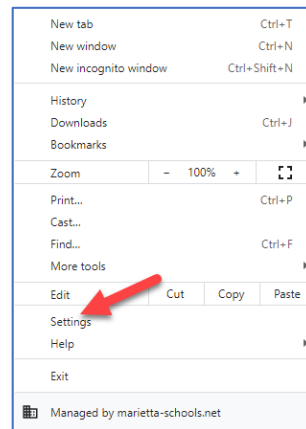 New tab Ctrl+T
New window Ctrl+N
New incognito window Ctrl+Shift+N
History
Downloads Ctrl+J
Bookmarks
Zoom - 100% +
Print... Ctrl+P
Cast...
Find... Ctrl+F
More tools
Edit Cut Copy Paste
Settings
Help
Exit
Managed by marietta-schools.net